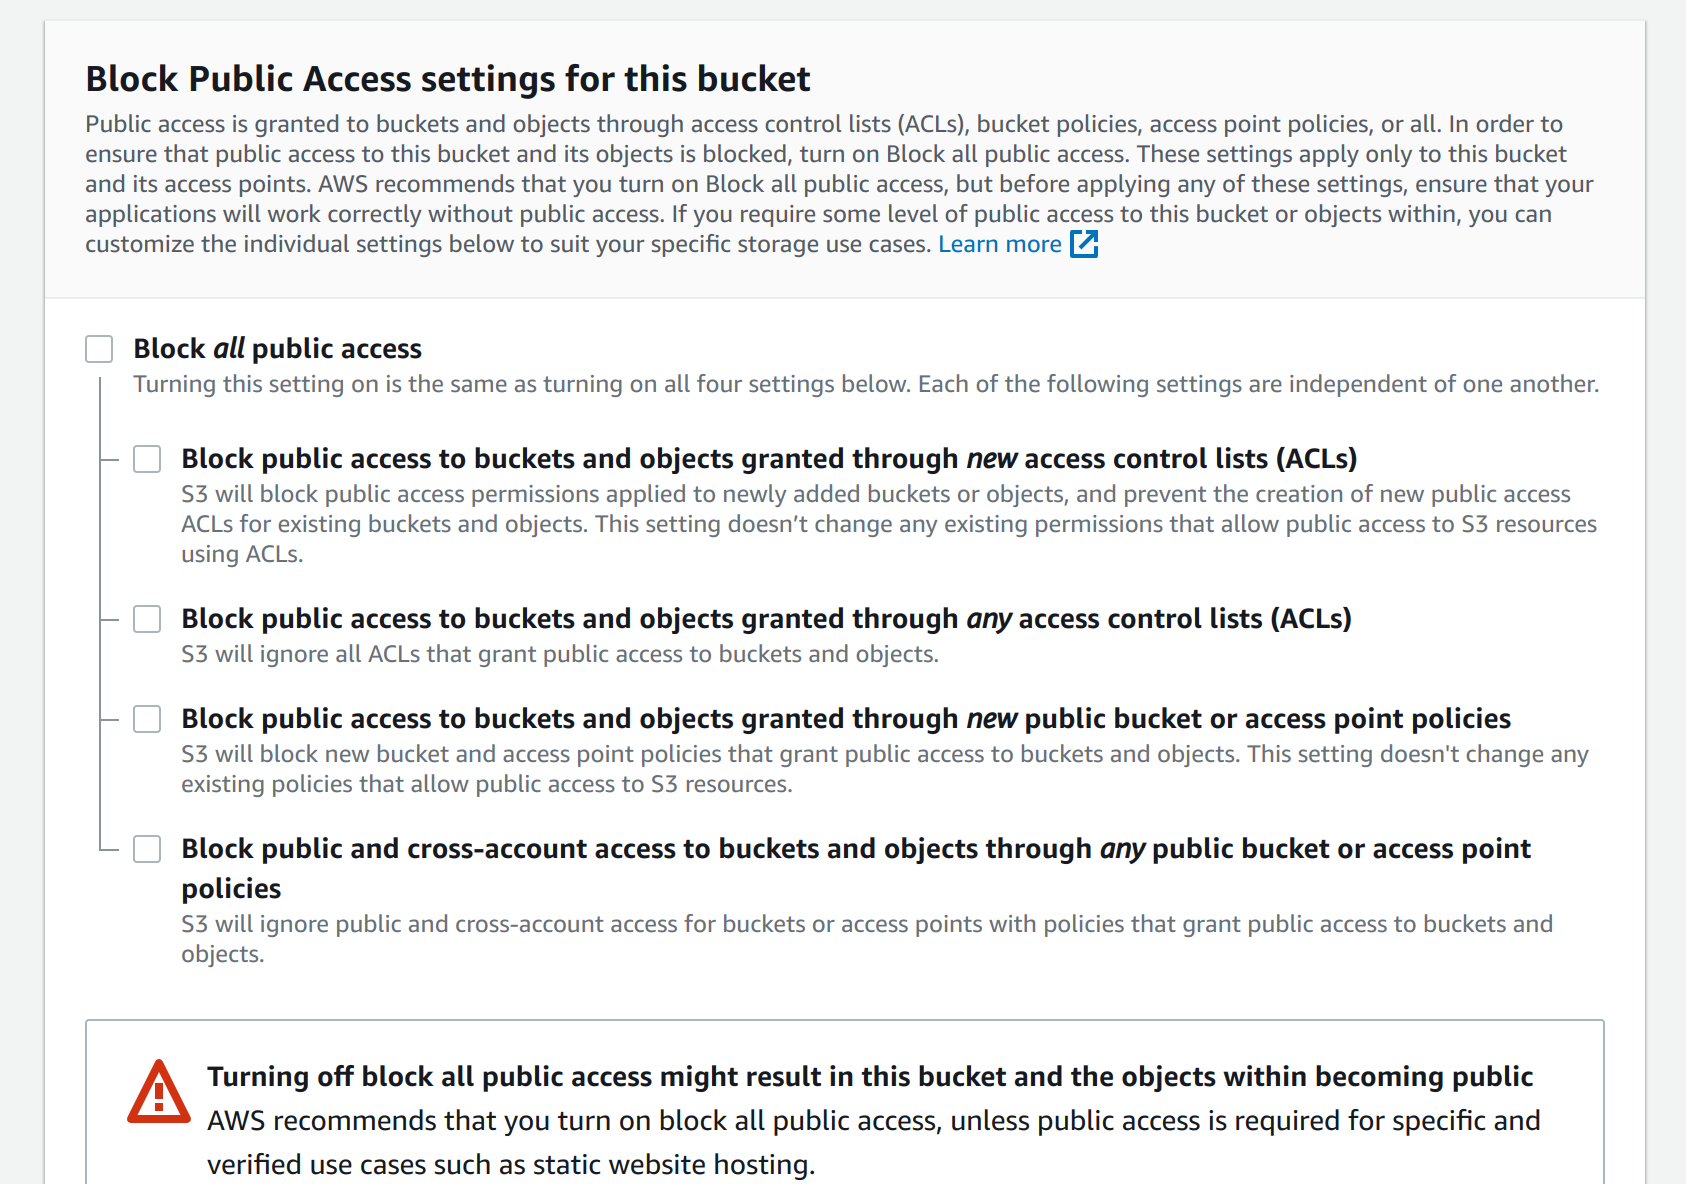 Block Public Access settings for this bucket
Public access is granted to buckets and objects through access control lists (ACLs), bucket policies, access point policies, or all. In order to
ensure that public access to this bucket and its objects is blocked, turn on Block all public access. These settings apply only to this bucket
and its access points. AWS recommends that you turn on Block all public access, but before applying any of these settings, ensure that your
applications will work correctly without public access. If you require some level of public access to this bucket or objects within, you can
customize the individual settings below to suit your specific storage use cases. Learn more
Block all public access
Turning this setting on is the same as turning on all four settings below. Each of the following settings are independent of one another.
Block public access to buckets and objects granted through new access control lists (ACLs)
S3 will block public access permissions applied to newly added buckets or objects, and prevent the creation of new public access
ACLs for existing buckets and objects. This setting doesn’t change any existing permissions that allow public access to S3 resources
using ACLs.
Block public access to buckets and objects granted through any access control lists (ACLs)
S3 will ignore all ACLs that grant public access to buckets and objects.
Block public access to buckets and objects granted through new public bucket or access point policies
S3 will block new bucket and access point policies that grant public access to buckets and objects. This setting doesn't change any
existing policies that allow public access to S3 resources.
Block public and cross-account access to buckets and objects through any public bucket or access point
policies
S3 will ignore public and cross-account access for buckets or access points with policies that grant public access to buckets and
objects.
Turning off block all public access might result in this bucket and the objects within becoming public
AWS recommends that you turn on block all public access, unless public access is required for specific and
verified use cases such as static website hosting.